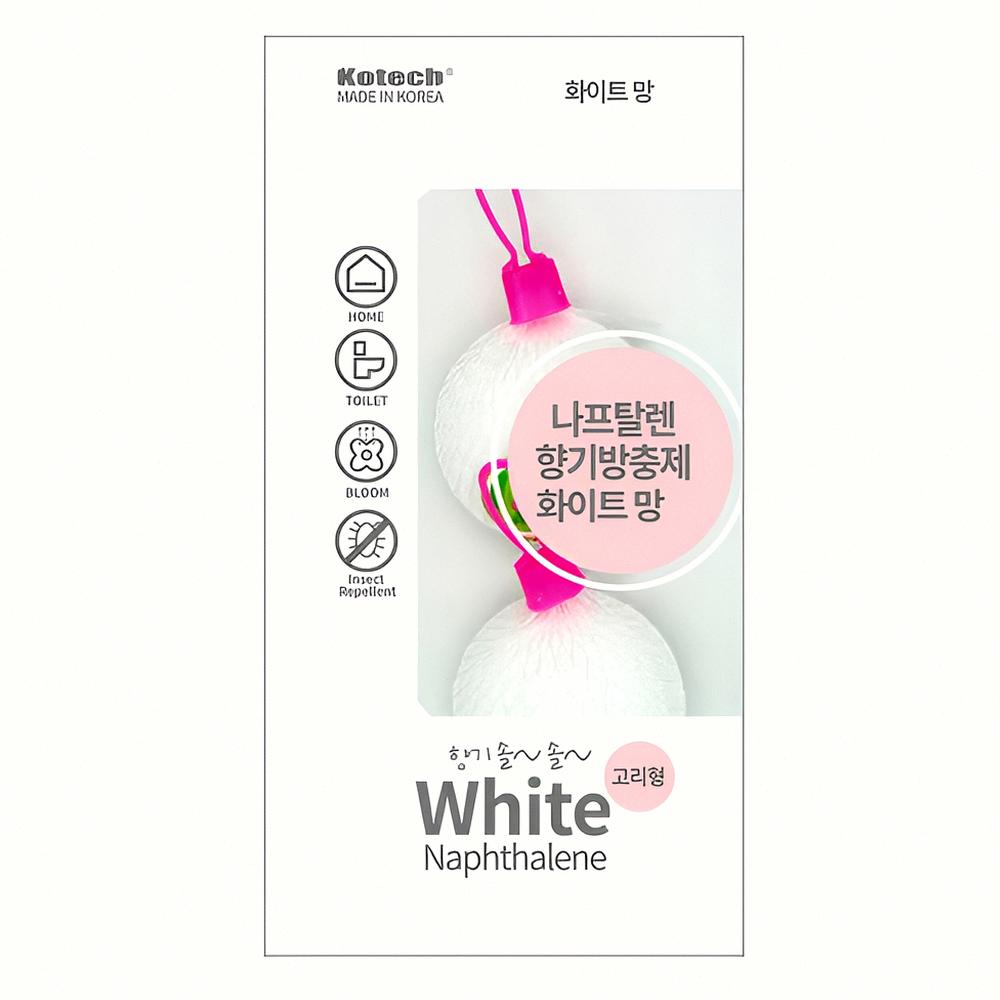 Kotech®
MADE IN KOREA
화이트 망
HOME
TOILET
BLOOM
Insect
Repellent
나프탈렌
향기방충제
화이트 망
향기 솔~ 솔~
고리형
White
Naphthalene